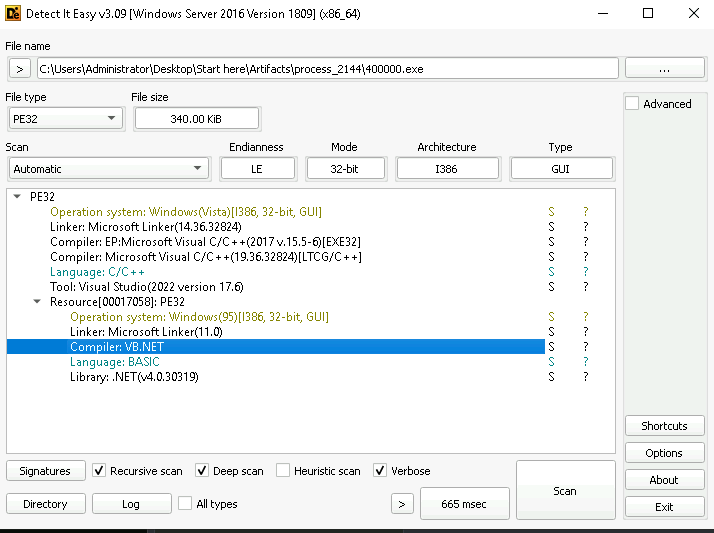 Detect It Easy v3.09 [Windows Server 2016 Version 1809] (x86_64)
File name
> C:\Users\Administrator\Desktop\Start here\Artifacts\process_2144\400000.exe ...
File type File size
PE32 340.00 KiB
Advanced
Scan Endianness Mode Architecture Type
Automatic LE 32-bit I386 GUI
PE32
Operation system: Windows(Vista)[I386, 32-bit, GUI] S ?
Linker: Microsoft Linker(14.36.32824) S ?
Compiler: EP:Microsoft Visual C/C++(2017 v.15.5-6)[EXE32] S ?
Compiler: Microsoft Visual C/C++(19.36.32824)[LTCG/C++] S ?
Language: C/C++ S ?
Tool: Visual Studio(2022 version 17.6) S ?
Resource[00017058]: PE32
Operation system: Windows(95)[I386, 32-bit, GUI] S ?
Linker: Microsoft Linker(11.0) S ?
Compiler: VB.NET S ?
Language: BASIC S ?
Library: .NET(v4.0.30319) S ?
Shortcuts
Options
About
Exit
Signatures Recursive scan Deep scan Heuristic scan Verbose
Directory Log All types > 665 msec
Scan